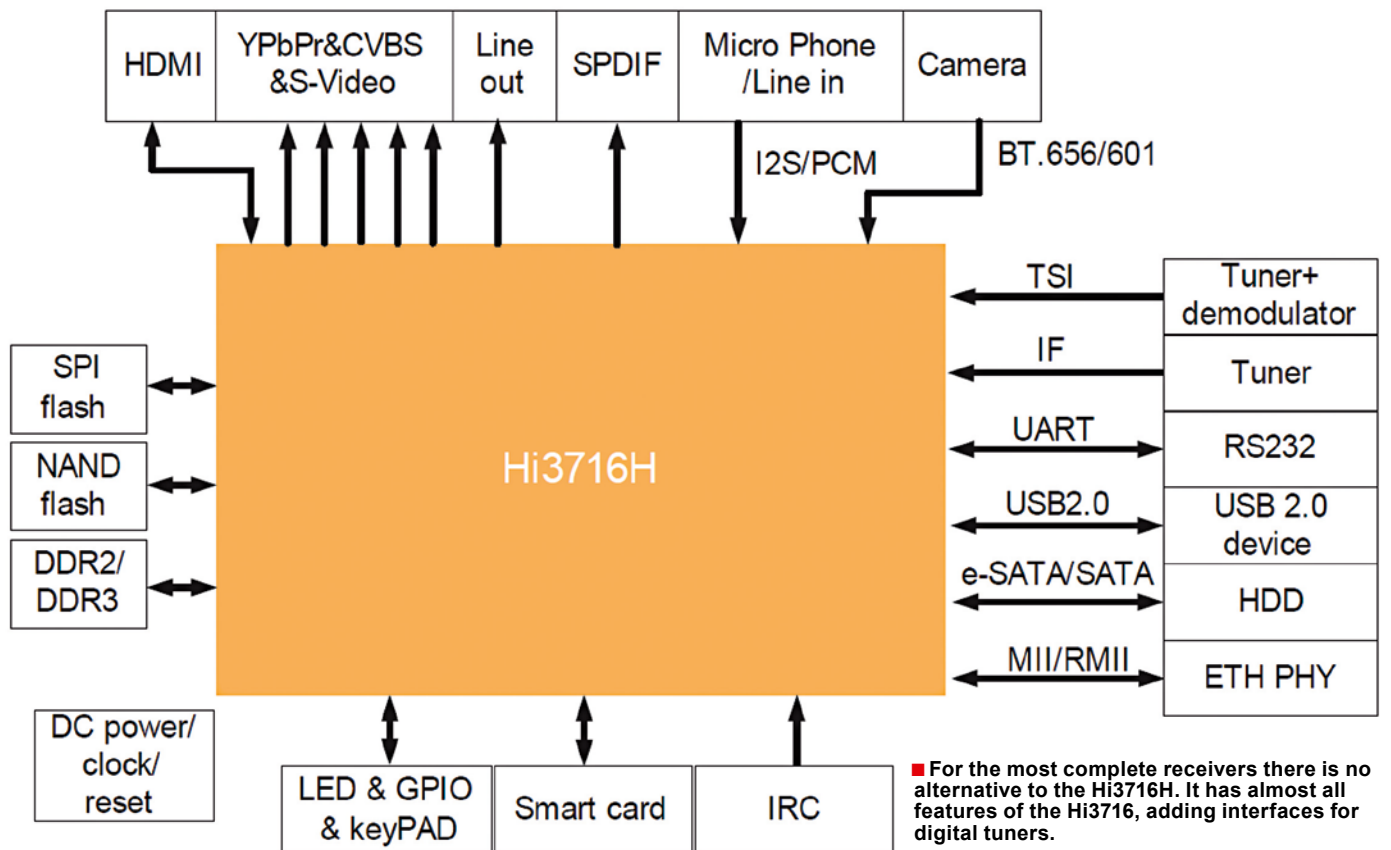 HDMI
YPbPr&CVBS
&S-Video
Line
out
SPDIF
Micro Phone
/Line in
Camera
I2S/PCM
BT.656/601
TSI
Tuner+
demodulator
IF
Tuner
SPI
flash
UART
RS232
NAND
flash
Hi3716H
USB2.0
USB 2.0
device
DDR2/
DDR3
e-SATA/SATA
HDD
MII/RMII
ETH PHY
DC power/
clock/
reset
LED & GPIO
& keyPAD
Smart card
IRC
For the most complete receivers there is no
alternative to the Hi3716H. It has almost all
features of the Hi3716, adding interfaces for
digital tuners.